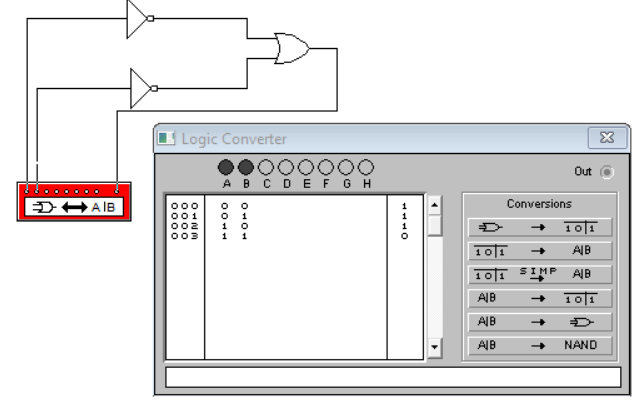 A|B
Logic Converter
A B C D E F G H
Out
000 0 0 1
001 0 1 1
002 1 0 1
003 1 1 0
Conversions
→ 1 0 1
1 0 1 → A|B
1 0 1 SIMP A|B
A|B → 1 0 1
A|B →
A|B → NAND